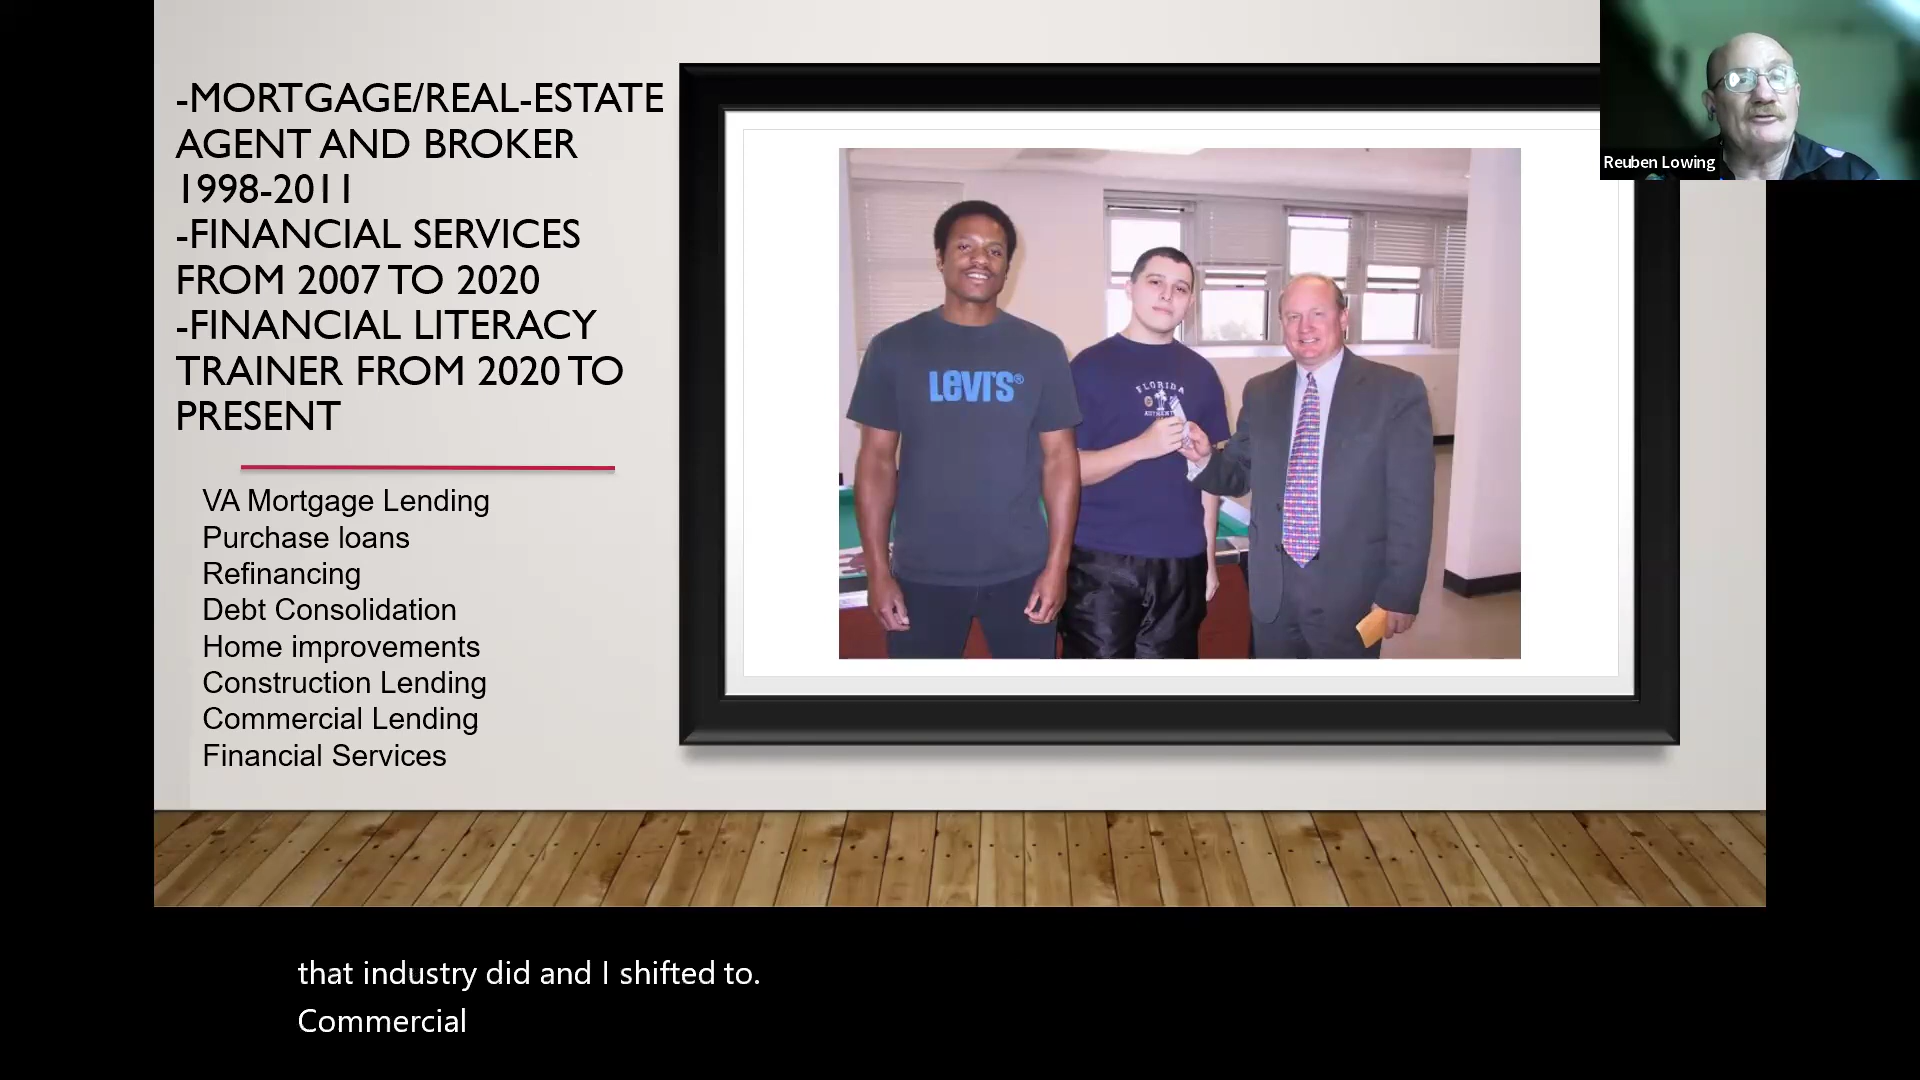 -MORTGAGE/REAL-ESTATE
AGENT AND BROKER
1998-2011
-FINANCIAL SERVICES
FROM 2007 TO 2020
-FINANCIAL LITERACY
TRAINER FROM 2020 TO
PRESENT
VA Mortgage Lending
Purchase loans
Refinancing
Debt Consolidation
Home improvements
Construction Lending
Commercial Lending
Financial Services
LEVI'S®
FLORIDA
Reuben Lowing
that industry did and I shifted to.
Commercial